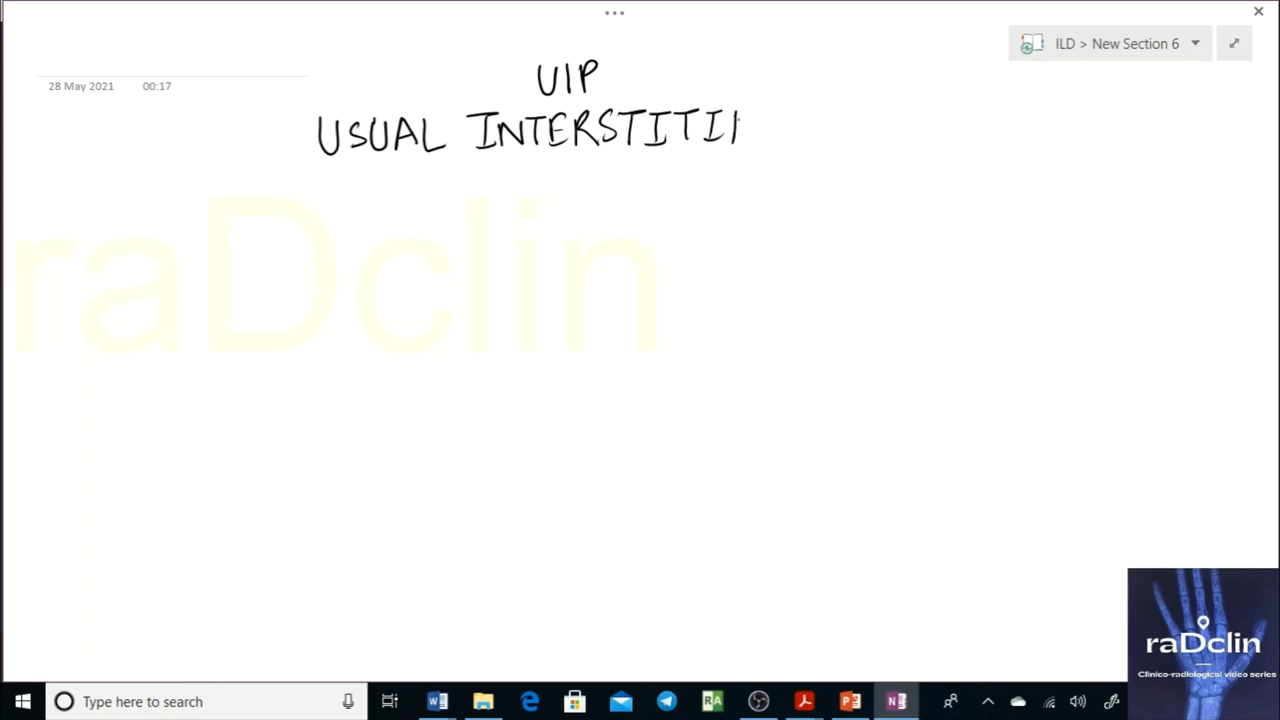 ILD > New Section 6
UIP
28 May 2021 00:17
USUAL INTERSTITI
raDclin
raDclin
Clinico-radiological video series
Type here to search